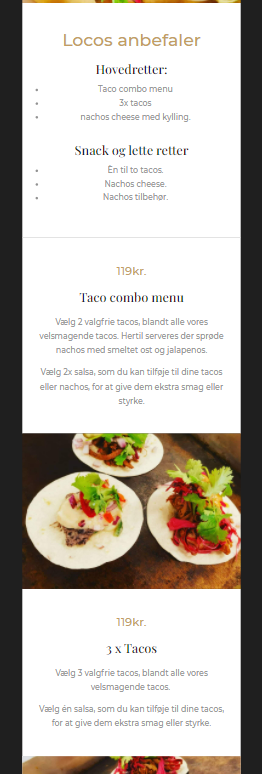 Locos anbefaler
Hovedretter:
Taco combo menu
3x tacos
nachos cheese med kylling.
Snack og lette retter
Èn til to tacos.
Nachos cheese.
Nachos tilbehør.
119kr.
Taco combo menu
Vælg 2 valgfrie tacos, blandt alle vores
velsmagende tacos. Hertil serveres der sprøde
nachos med smeltet ost og jalapenos.
Vælg 2x salsa, som du kan tilføje til dine tacos
eller nachos, for at give dem ekstra smag eller
styrke.
119kr.
3 x Tacos
Vælg 3 valgfrie tacos, blandt alle vores
velsmagende tacos.
Vælg én salsa, som du kan tilføje til dine tacos,
for at give dem ekstra smag eller styrke.